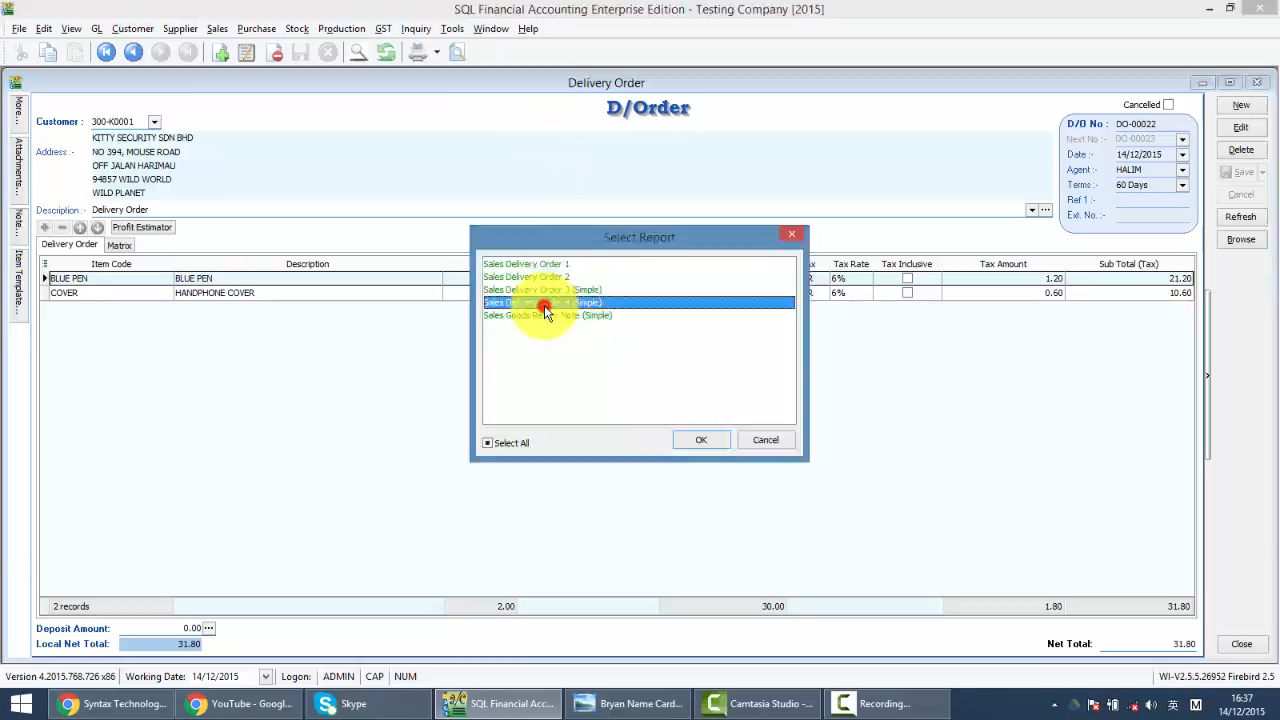 SQL Financial Accounting Enterprise Edition - Testing Company [2015]
File Edit View GL Customer Supplier Sales Purchase Stock Production GST Inquiry Tools Window Help
Delivery Order
D/Order
Cancelled
New
More...
Customer : 300-K0001
D/O No : DO-00022
Edit
KITTY SECURITY SDN BHD
Next No : DO-00023
Address :- NO 394, MOUSE ROAD
Date :- 14/12/2015
Delete
OFF JALAN HARIMAU
Agent :- HALIM
Save
94857 WILD WORLD
Terms :- 60 Days
WILD PLANET
Ref 1 :-
Cancel
Attachments...
Description :- Delivery Order
Ext. No. :-
Refresh
Note...
Profit Estimator
Browse
Delivery Order Matrix
Select Report
Item Template...
Item Code Description Tax Rate Tax Inclusive Tax Amount Sub Total (Tax)
BLUE PEN BLUE PEN 6% 1.20 21.20
COVER HANDPHONE COVER 6% 0.60 10.60
Sales Delivery Order 1
Sales Delivery Order 2
Sales Delivery Order 3 (Simple)
Sales (Simple)
Sales Goods Note (Simple)
Select All OK Cancel
2 records 2.00 30.00 1.80 31.80
Deposit Amount: 0.00
Local Net Total: 31.80
Net Total: 31.80
Close
Version 4.2015.768.726 x86 Working Date: 14/12/2015 Logon: ADMIN CAP NUM WI-V2.5.5.26952 Firebird 2.5
Syntax Technolog... YouTube - Googl... Skype SQL Financial Acc... Bryan Name Card... Camtasia Studio -... Recording...
英 M
16:37
14/12/2015